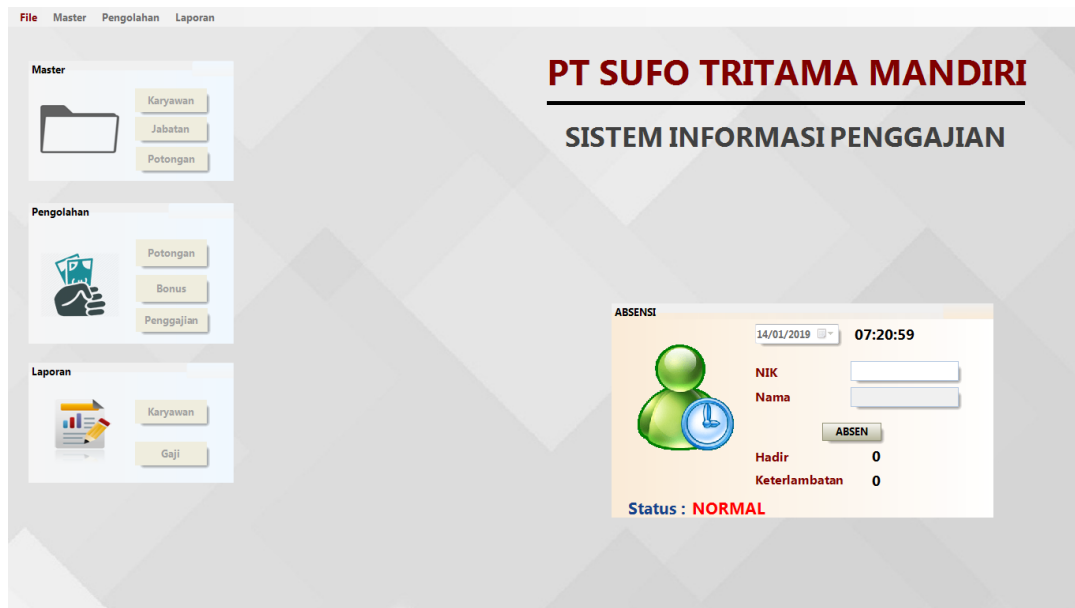 File Master Pengolahan Laporan
PT SUFO TRITAMA MANDIRI
SISTEM INFORMASI PENGGAJIAN
Master
Karyawan
Jabatan
Potongan
Pengolahan
Potongan
Bonus
Penggajian
Laporan
Karyawan
Gaji
ABSENSI
14/01/2019 07:20:59
NIK
Nama
ABSEN
Hadir 0
Keterlambatan 0
Status : NORMAL